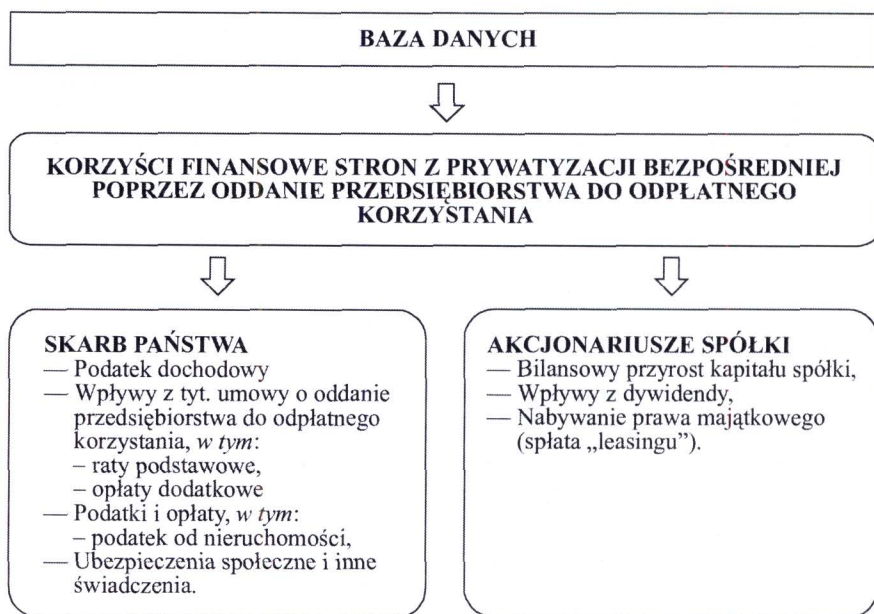 BAZA DANYCH
KORZYŚCI FINANSOWE STRON Z PRYWATYZACJI BEZPOŚREDNIEJ
POPRZEZ ODDANIE PRZEDSIĘBIORSTWA DO ODPŁATNEGO
KORZYSTANIA
SKARB PAŃSTWA
— Podatek dochodowy
— Wpływy z tyt. umowy o oddanie
przedsiębiorstwa do odpłatnego
korzystania, w tym:
– raty podstawowe,
– opłaty dodatkowe
— Podatki i opłaty, w tym:
– podatek od nieruchomości,
— Ubezpieczenia społeczne i inne
świadczenia.
AKCJONARIUSZE SPÓŁKI
— Bilansowy przyrost kapitału spółki,
— Wpływy z dywidendy,
— Nabywanie prawa majątkowego
(spłata „leasingu”).